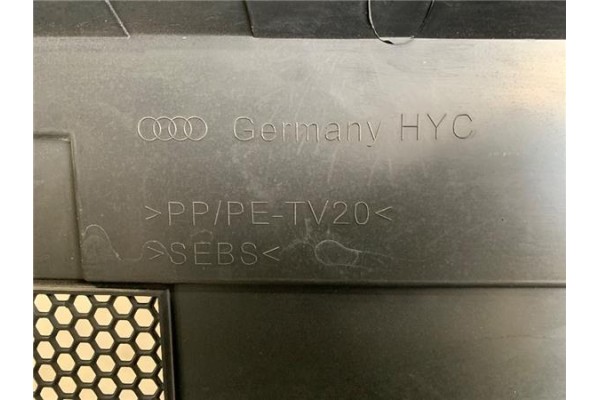 Germany HYC
>PP/PE-TV20<
>SEBS<